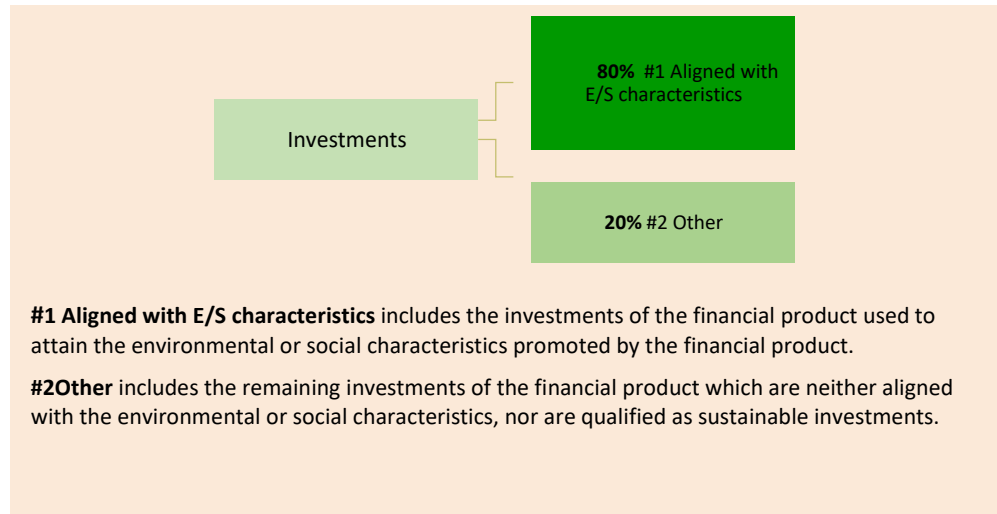 80% #1 Aligned with
E/S characteristics
Investments
20% #2 Other
#1 Aligned with E/S characteristics includes the investments of the financial product used to
attain the environmental or social characteristics promoted by the financial product.
#2Other includes the remaining investments of the financial product which are neither aligned
with the environmental or social characteristics, nor are qualified as sustainable investments.